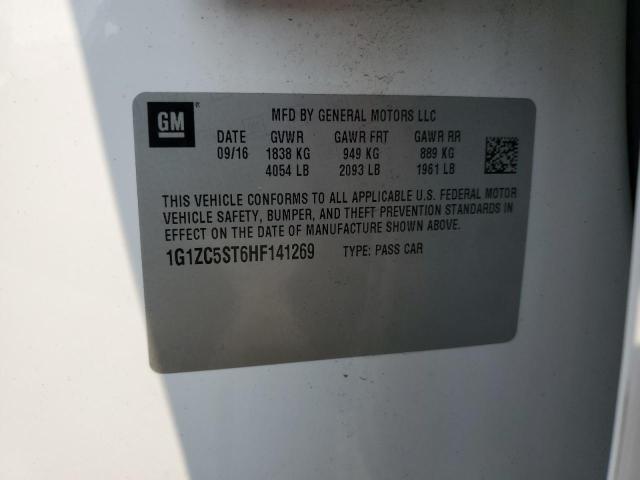 GM ®
MFD BY GENERAL MOTORS LLC
DATE GVWR GAWR FRT GAWR RR
09/16 1838 KG 949 KG 889 KG
4054 LB 2093 LB 1961 LB
THIS VEHICLE CONFORMS TO ALL APPLICABLE U.S. FEDERAL MOTOR
VEHICLE SAFETY, BUMPER, AND THEFT PREVENTION STANDARDS IN
EFFECT ON THE DATE OF MANUFACTURE SHOWN ABOVE.
1G1ZC5ST6HF141269 TYPE: PASS CAR